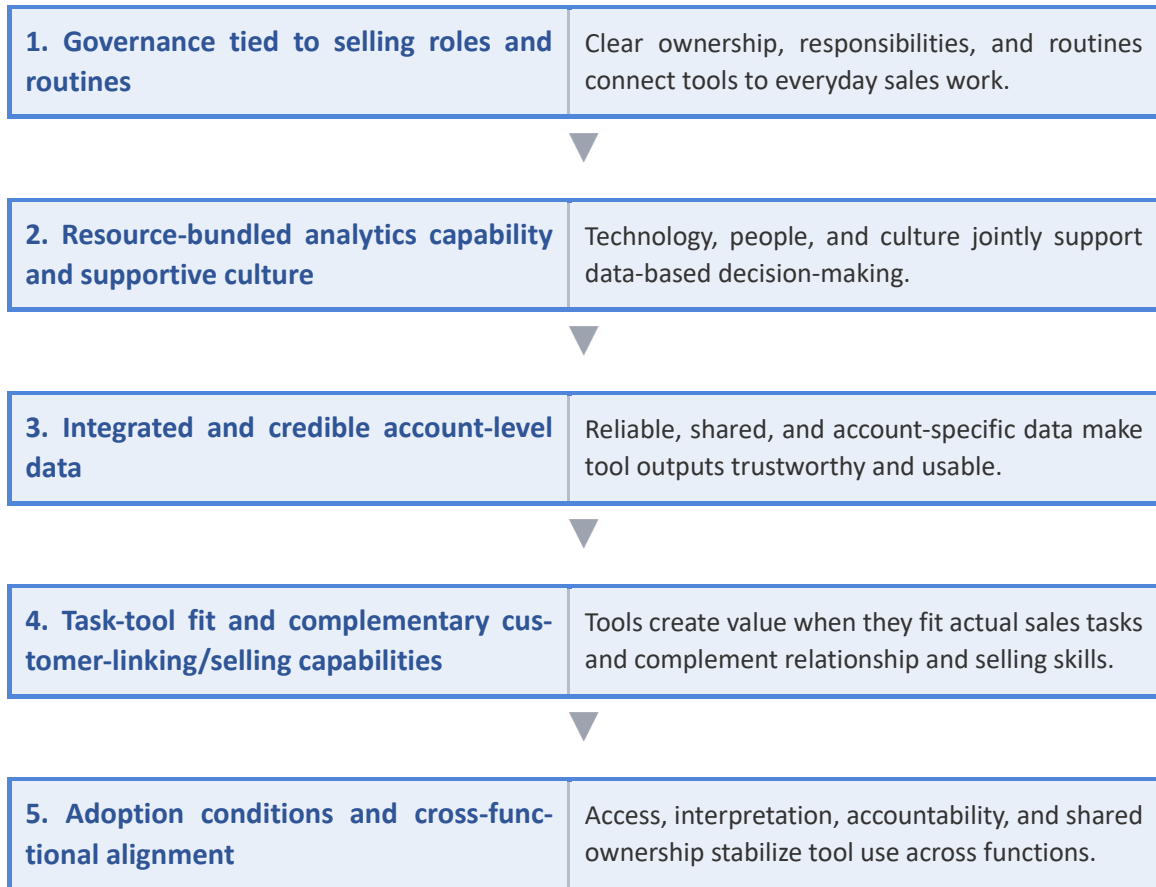 1. Governance tied to selling roles and
routines
Clear ownership, responsibilities, and routines
connect tools to everyday sales work.
2. Resource-bundled analytics capability
and supportive culture
Technology, people, and culture jointly support
data-based decision-making.
3. Integrated and credible account-level
data
Reliable, shared, and account-specific data make
tool outputs trustworthy and usable.
4. Task-tool fit and complementary cus-
tomer-linking/selling capabilities
Tools create value when they fit actual sales tasks
and complement relationship and selling skills.
5. Adoption conditions and cross-func-
tional alignment
Access, interpretation, accountability, and shared
ownership stabilize tool use across functions.